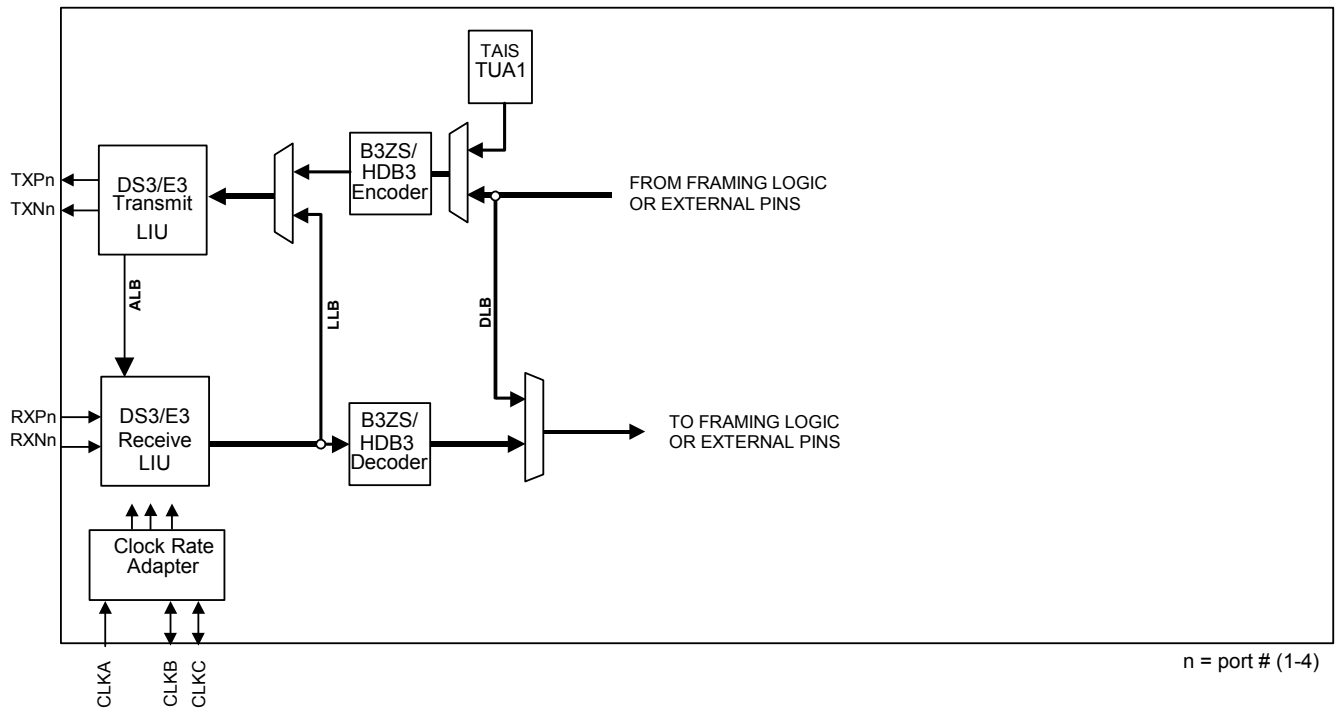 TAIS
TUA1
B3ZS/
HDB3
Encoder
DS3/E3
Transmit
LIU
TXPn
TXNn
FROM FRAMING LOGIC
OR EXTERNAL PINS
ALB
LLB
DLB
RXPn
RXNn
DS3/E3
Receive
LIU
B3ZS/
HDB3
Decoder
TO FRAMING LOGIC
OR EXTERNAL PINS
Clock Rate
Adapter
CLKA
CLKB
CLKC
n = port # (1-4)